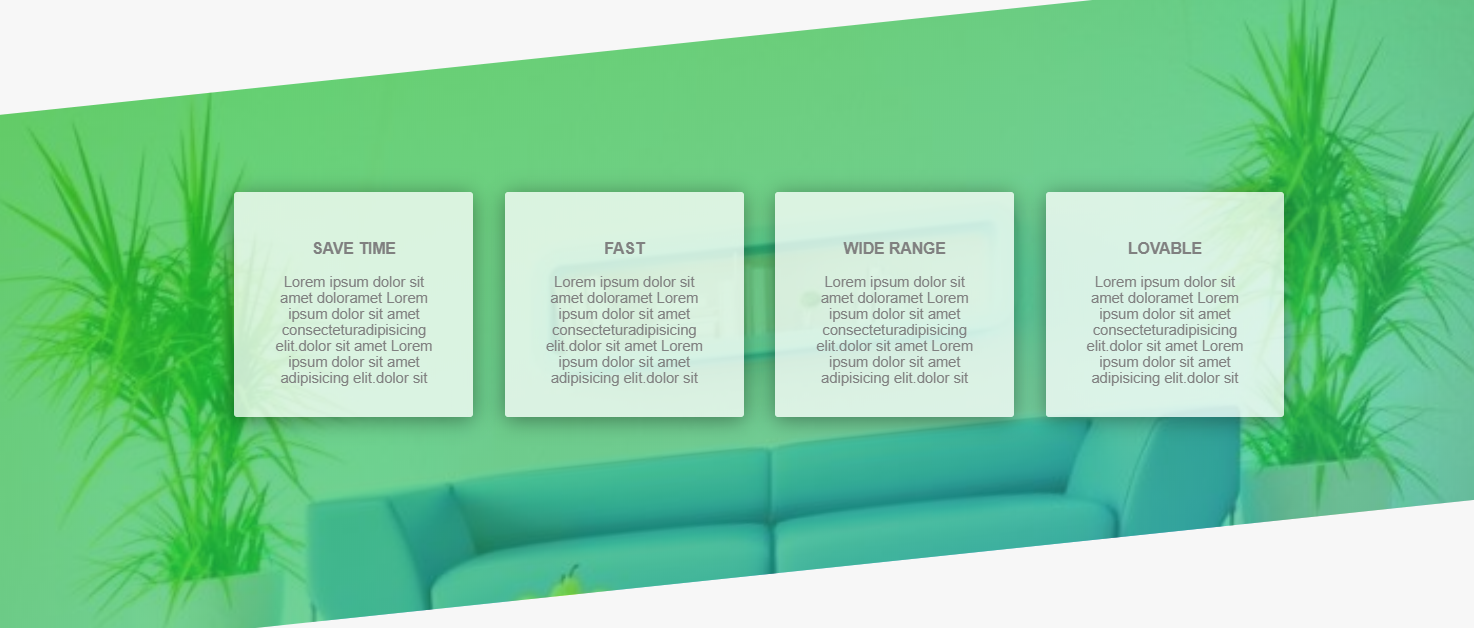 SAVE TIME
Lorem ipsum dolor sit
amet doloramet Lorem
ipsum dolor sit amet
consecteturadipisicing
elit.dolor sit amet Lorem
ipsum dolor sit amet
adipisicing elit.dolor sit
FAST
Lorem ipsum dolor sit
amet doloramet Lorem
ipsum dolor sit amet
consecteturadipisicing
elit.dolor sit amet Lorem
ipsum dolor sit amet
adipisicing elit.dolor sit
WIDE RANGE
Lorem ipsum dolor sit
amet doloramet Lorem
ipsum dolor sit amet
consecteturadipisicing
elit.dolor sit amet Lorem
ipsum dolor sit amet
adipisicing elit.dolor sit
LOVABLE
Lorem ipsum dolor sit
amet doloramet Lorem
ipsum dolor sit amet
consecteturadipisicing
elit.dolor sit amet Lorem
ipsum dolor sit amet
adipisicing elit.dolor sit